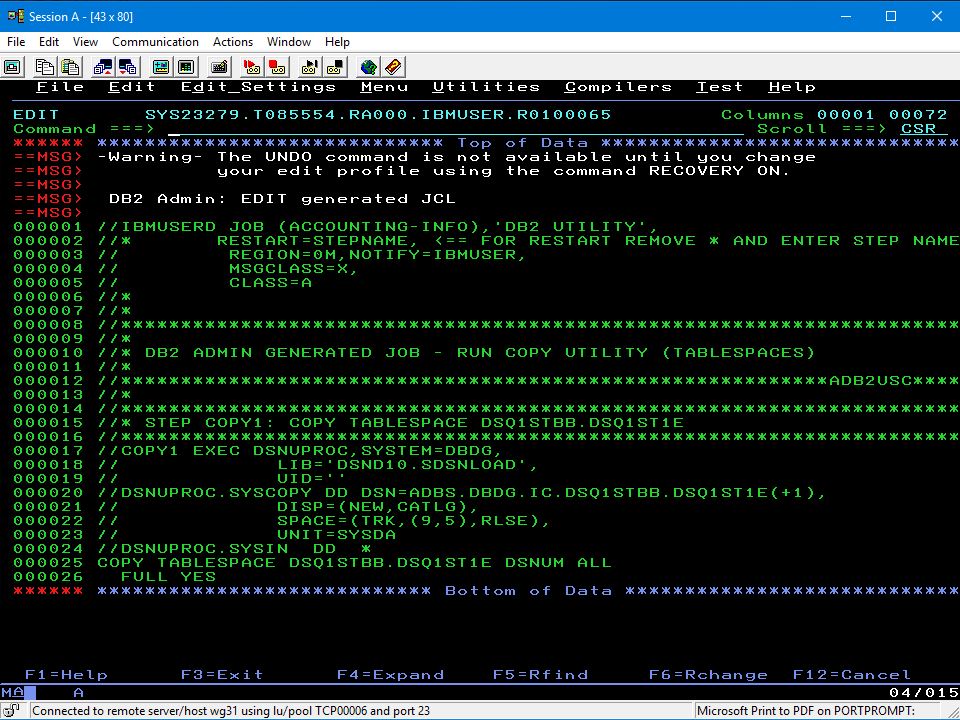 Session A - [43 x 80]
File Edit View Communication Actions Window Help
File Edit Edit_Settings Menu Utilities Compilers Test Help
EDIT SYS23279.T085554.RA000.IBMUSER.R0100065 Columns 00001 00072
Command ===> _ Scroll ===> CSR
****** **************************** Top of Data ******************************
==MSG> -Warning- The UNDO command is not available until you change
==MSG> your edit profile using the command RECOVERY ON.
==MSG>
==MSG> DB2 Admin: EDIT generated JCL
==MSG>
000001 //IBMUSERD JOB (ACCOUNTING-INFO),'DB2 UTILITY',
000002 //* RESTART=STEPNAME, <== FOR RESTART REMOVE * AND ENTER STEP NAME
000003 // REGION=0M,NOTIFY=IBMUSER,
000004 // MSGCLASS=X,
000005 // CLASS=A
000006 //*
000007 //*
000008 //**********************************************************************
000009 //*
000010 //* DB2 ADMIN GENERATED JOB - RUN COPY UTILITY (TABLESPACES)
000011 //*
000012 //***********************************************************ADB2USC****
000013 //*
000014 //**********************************************************************
000015 //* STEP COPY1: COPY TABLESPACE DSQ1STBB.DSQ1ST1E
000016 //**********************************************************************
000017 //COPY1 EXEC DSNUPROC,SYSTEM=DBDG,
000018 // LIB='DSND10.SDSNLOAD',
000019 // UID=''
000020 //DSNUPROC.SYSCOPY DD DSN=ADBS.DBDG.IC.DSQ1STBB.DSQ1ST1E(+1),
000021 // DISP=(NEW,CATLG),
000022 // SPACE=(TRK,(9,5),RLSE),
000023 // UNIT=SYSDA
000024 //DSNUPROC.SYSIN DD *
000025 COPY TABLESPACE DSQ1STBB.DSQ1ST1E DSNUM ALL
000026 FULL YES
****** **************************** Bottom of Data ****************************
F1=Help F3=Exit F4=Expand F5=Rfind F6=Rchange F12=Cancel
MA A 04/015
Connected to remote server/host wg31 using lu/pool TCP00006 and port 23 Microsoft Print to PDF on PORTPROMPT: